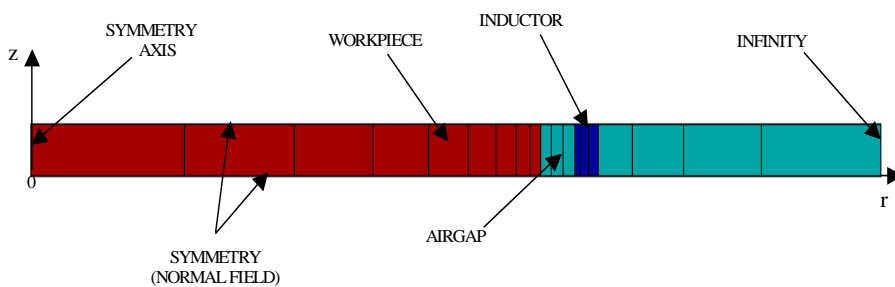 INDUCTOR
SYMMETRY
AXIS
WORKPIECE
INFINITY
z
0
r
AIRGAP
SYMMETRY
(NORMAL FIELD)